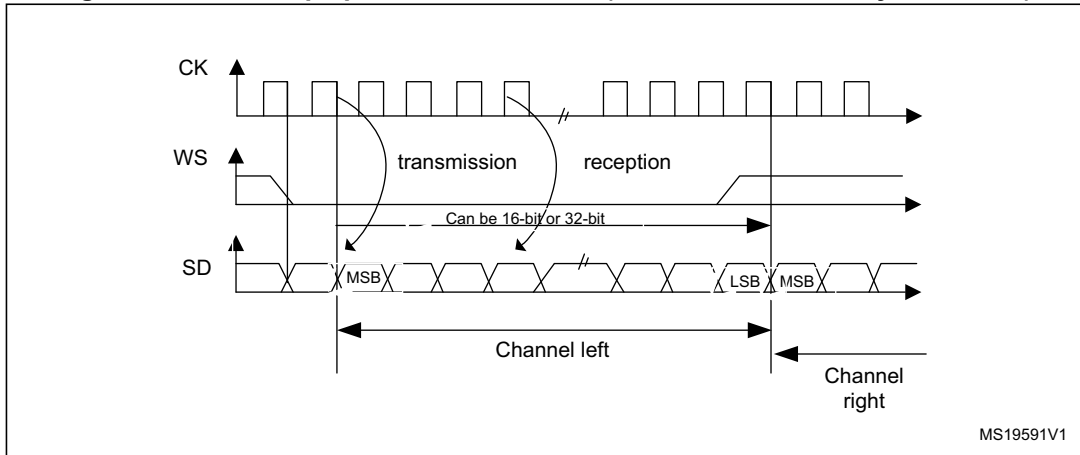 CK
WS
transmission
reception
Can be 16-bit or 32-bit
SD
MSB
LSB
MSB
Channel left
Channel
right
MS19591V1